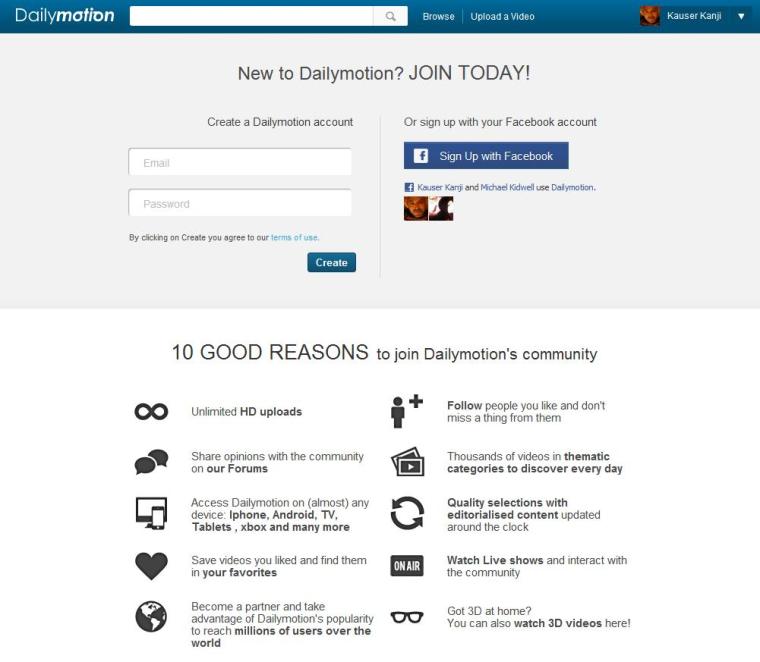 Dailymotion
Browse
Upload a Video
Kauser Kanji
New to Dailymotion? JOIN TODAY!
Create a Dailymotion account
Email
Password
By clicking on Create you agree to our terms of use.
Create
Or sign up with your Facebook account
f Sign Up with Facebook
f Kauser Kanji and Michael Kidwell use Dailymotion.
10 GOOD REASONS to join Dailymotion's community
Unlimited HD uploads
Follow people you like and don't
miss a thing from them
Share opinions with the community
on our Forums
Thousands of videos in thematic
categories to discover every day
Access Dailymotion on (almost) any
device: Iphone, Android, TV,
Tablets , xbox and many more
Quality selections with
editorialised content updated
around the clock
Save videos you liked and find them
in your favorites
ON AIR
Watch Live shows and interact with
the community
Become a partner and take
advantage of Dailymotion's popularity
to reach millions of users over the
world
Got 3D at home?
You can also watch 3D videos here!